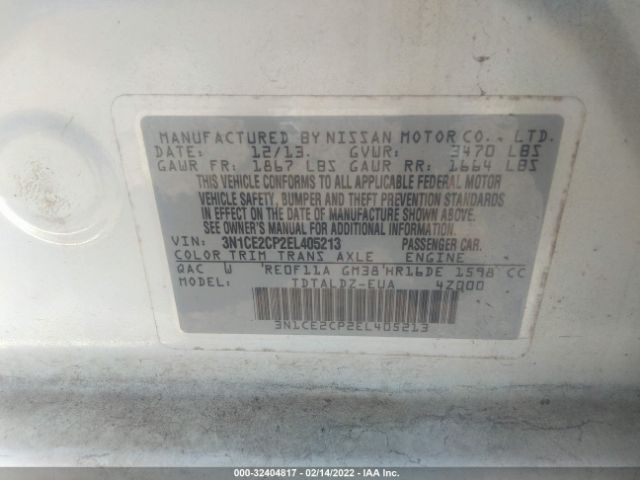 MANUFACTURED BY NISSAN MOTOR CO., LTD.
DATE: 12/13. GVWR: 3470 LBS
GAWR FR: 1867 LBS GAWR RR: 1664 LBS
THIS VEHICLE CONFORMS TO ALL APPLICABLE FEDERAL MOTOR
VEHICLE SAFETY, BUMPER AND THEFT PREVENTION STANDARDS
IN EFFECT ON THE DATE OF MANUFACTURE SHOWN ABOVE.
SEE OWNER'S MANUAL FOR ADDITIONAL INFORMATION.
VIN: 3N1CE2CP2EL405213 PASSENGER CAR.
COLOR TRIM TRANS AXLE ENGINE
QAC W RE0F11A GM38 HR16DE 1598 CC
MODEL: TDTALDZ-EUA 4Z000
3N1CE2CP2EL405213
000-32404817 - 02/14/2022 - IAA Inc.